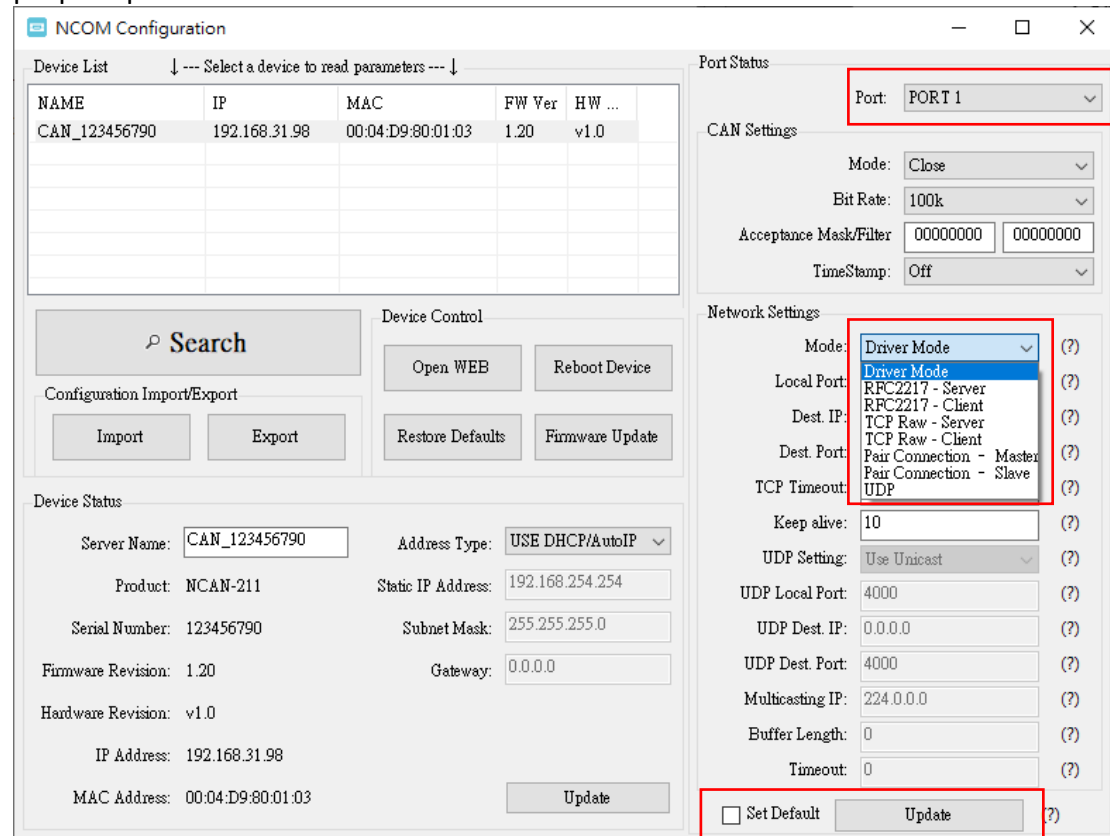 NCOM Configuration
Device List ↓ --- Select a device to read parameters --- ↓
NAME IP MAC FW Ver HW ...
CAN_123456790 192.168.31.98 00:04:D9:80:01:03 1.20 v1.0
Search
Configuration Import/Export
Import Export
Device Control
Open WEB Reboot Device
Restore Defaults Firmware Update
Device Status
Server Name: CAN_123456790 Address Type: USE DHCP/AutoIP
Product: NCAN-211 Static IP Address: 192.168.254.254
Serial Number: 123456790 Subnet Mask: 255.255.255.0
Firmware Revision: 1.20 Gateway: 0.0.0.0
Hardware Revision: v1.0
IP Address: 192.168.31.98
MAC Address: 00:04:D9:80:01:03 Update
Port Status
Port: PORT 1
CAN Settings
Mode: Close
Bit Rate: 100k
Acceptance Mask/Filter 00000000 00000000
TimeStamp: Off
Network Settings
Mode: Driver Mode (?)
Driver Mode
Local Port: RFC2217 - Server (?)
RFC2217 - Client
Dest. IP: TCP Raw - Server (?)
TCP Raw - Client
Dest. Port: Pair Connection - Master (?)
Pair Connection - Slave
TCP Timeout: UDP (?)
Keep alive: 10 (?)
UDP Setting: Use Unicast (?)
UDP Local Port: 4000 (?)
UDP Dest. IP: 0.0.0.0 (?)
UDP Dest. Port: 4000 (?)
Multicasting IP: 224.0.0.0 (?)
Buffer Length: 0 (?)
Timeout: 0 (?)
Set Default Update (?)